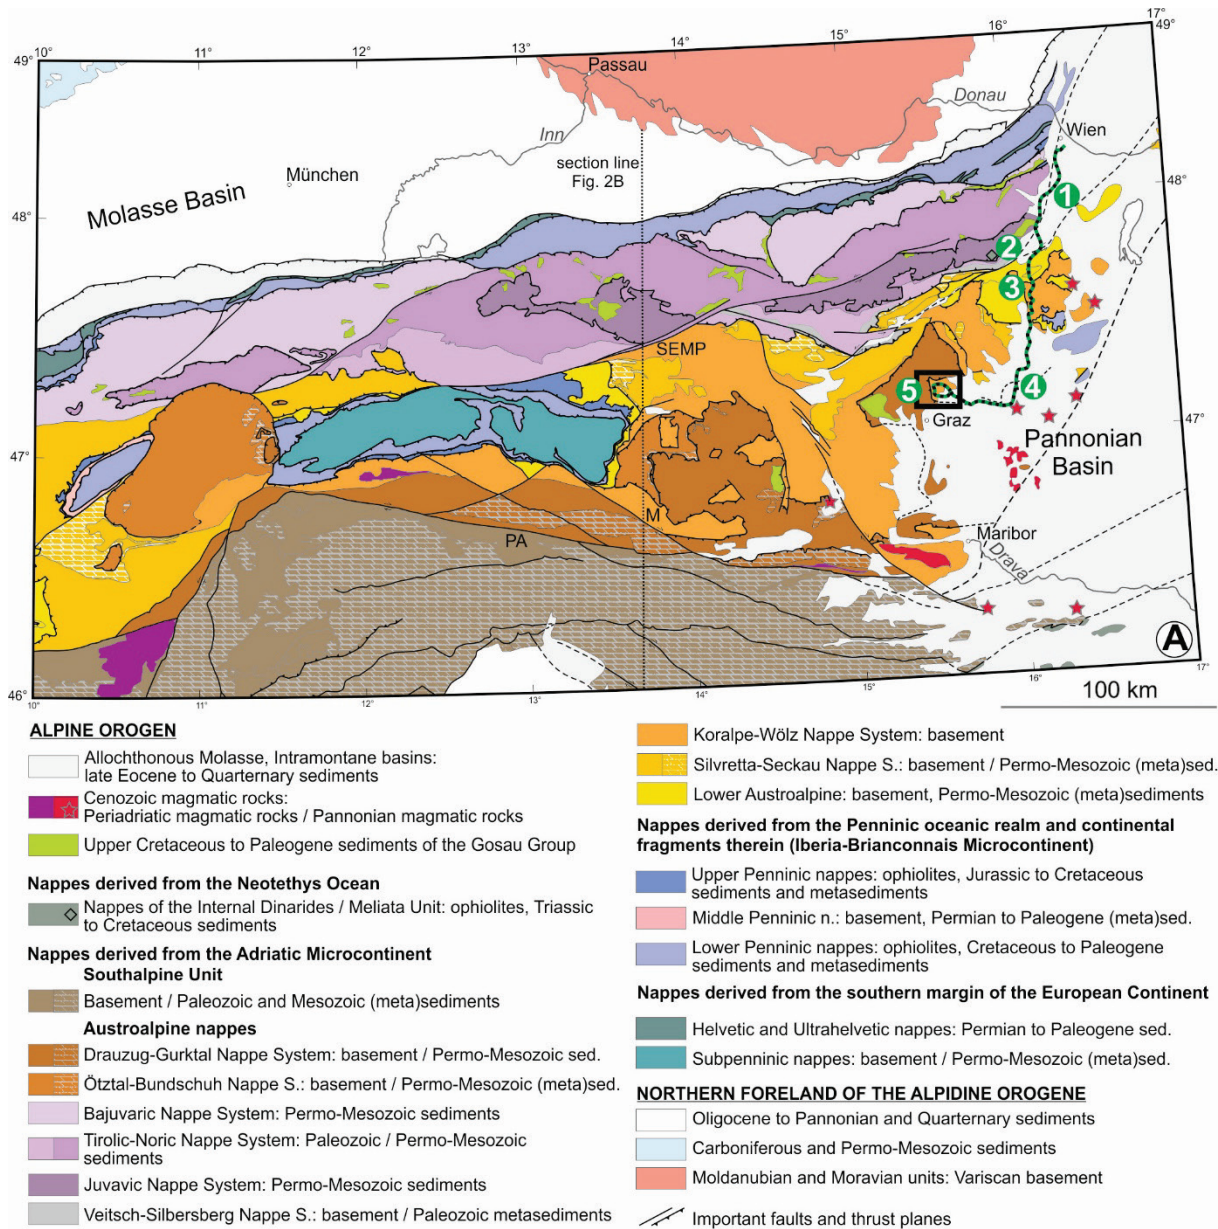 10° 11° 12° 13° 14° 15° 16° 17°
49° 49°
Passau
Donau
Inn
Wien
section line
Fig. 2B
München
Molasse Basin
48° 48°
1
2
3
SEMP
4
5
Graz
47° 47°
Pannonian
Basin
M
PA
Maribor
Drava
A
46°
10° 11° 12° 13° 14° 15° 16° 17°
100 km
ALPINE OROGEN
Allochthonous Molasse, Intramontane basins:
late Eocene to Quarternary sediments
Cenozoic magmatic rocks:
Periadriatic magmatic rocks / Pannonian magmatic rocks
Upper Cretaceous to Paleogene sediments of the Gosau Group
Nappes derived from the Neotethys Ocean
Nappes of the Internal Dinarides / Meliata Unit: ophiolites, Triassic
to Cretaceous sediments
Nappes derived from the Adriatic Microcontinent
Southalpine Unit
Basement / Paleozoic and Mesozoic (meta)sediments
Austroalpine nappes
Drauzug-Gurktal Nappe System: basement / Permo-Mesozoic sed.
Ötztal-Bundschuh Nappe S.: basement / Permo-Mesozoic (meta)sed.
Bajuvaric Nappe System: Permo-Mesozoic sediments
Tirolic-Noric Nappe System: Paleozoic / Permo-Mesozoic
sediments
Juvavic Nappe System: Permo-Mesozoic sediments
Veitsch-Silbersberg Nappe S.: basement / Paleozoic metasediments
Koralpe-Wölz Nappe System: basement
Silvretta-Seckau Nappe S.: basement / Permo-Mesozoic (meta)sed.
Lower Austroalpine: basement, Permo-Mesozoic (meta)sediments
Nappes derived from the Penninic oceanic realm and continental
fragments therein (Iberia-Brianconnais Microcontinent)
Upper Penninic nappes: ophiolites, Jurassic to Cretaceous
sediments and metasediments
Middle Penninic n.: basement, Permian to Paleogene (meta)sed.
Lower Penninic nappes: ophiolites, Cretaceous to Paleogene
sediments and metasediments
Nappes derived from the southern margin of the European Continent
Helvetic and Ultrahelvetic nappes: Permian to Paleogene sed.
Subpenninic nappes: basement / Permo-Mesozoic (meta)sed.
NORTHERN FORELAND OF THE ALPIDINE OROGENE
Oligocene to Pannonian and Quarternary sediments
Carboniferous and Permo-Mesozoic sediments
Moldanubian and Moravian units: Variscan basement
Important faults and thrust planes